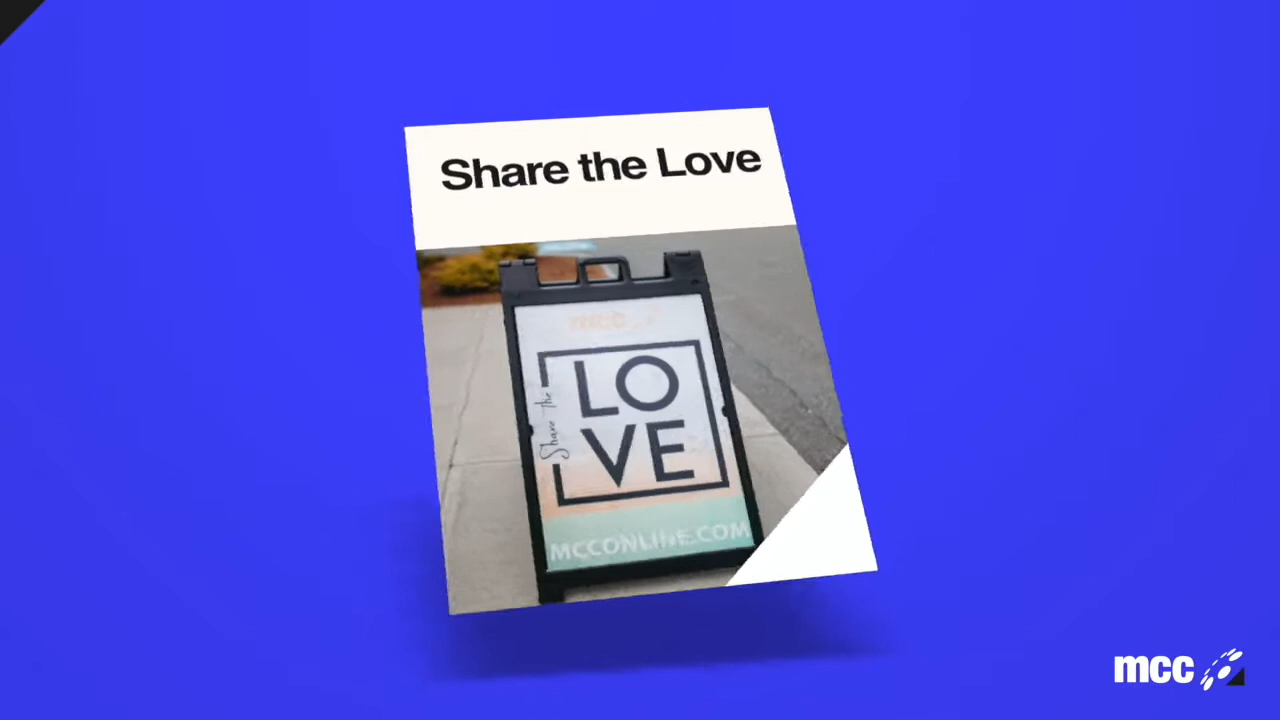 Share the Love
mcc
Share the
LO
VE
MCCONLINE.COM
mcc